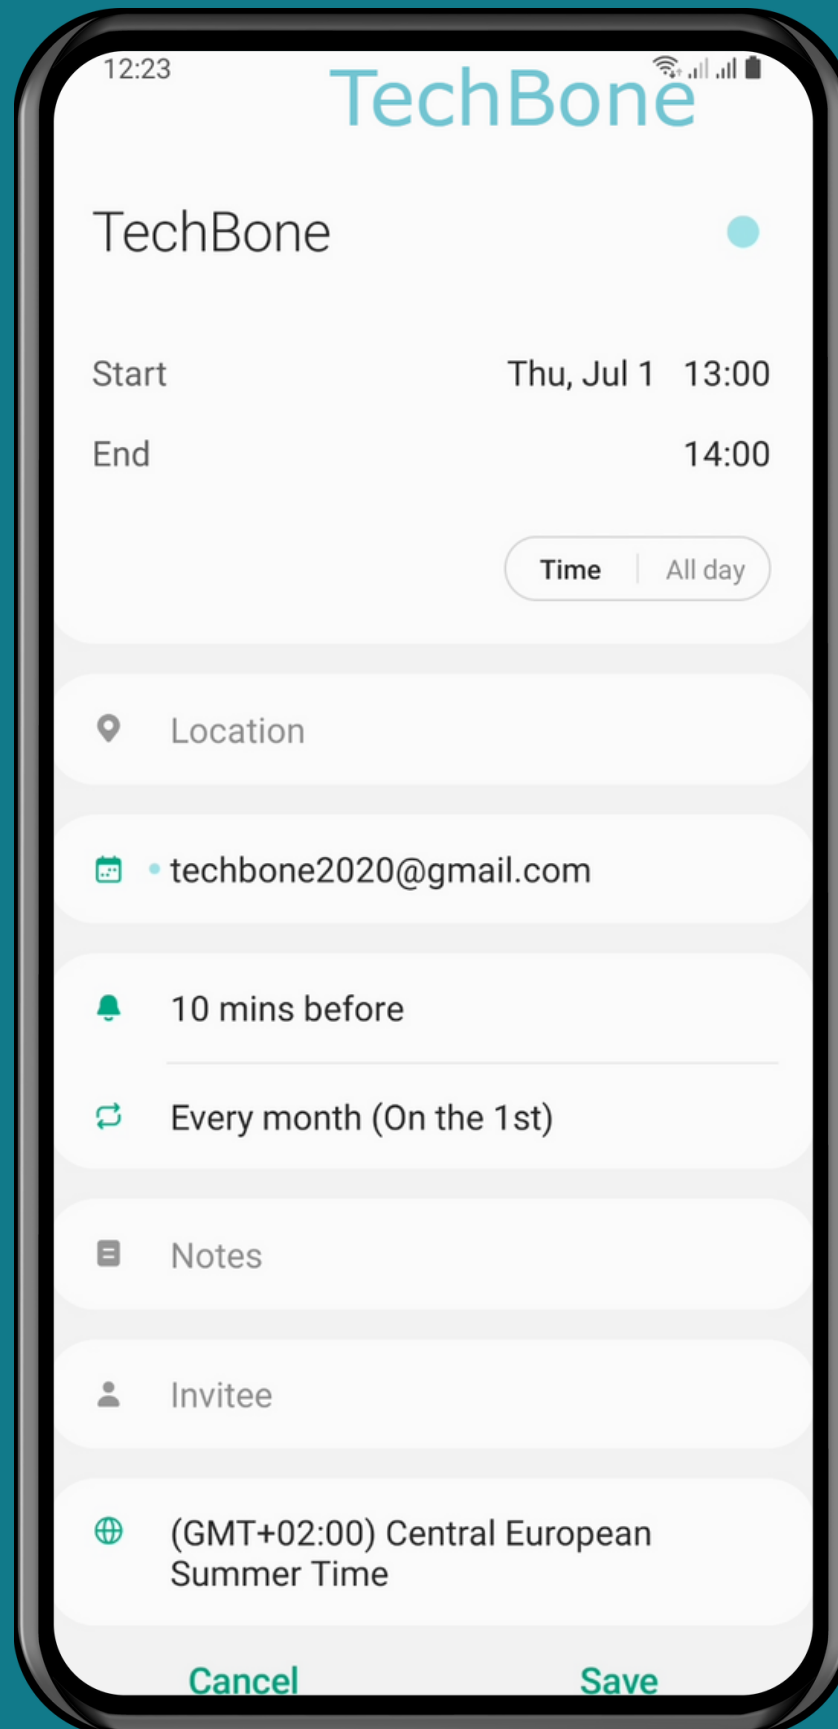 12:23
TechBone
TechBone
Start Thu, Jul 1 13:00
End 14:00
Time All day
Location
techbone2020@gmail.com
10 mins before
Every month (On the 1st)
Notes
Invitee
(GMT+02:00) Central European
Summer Time
Cancel Save